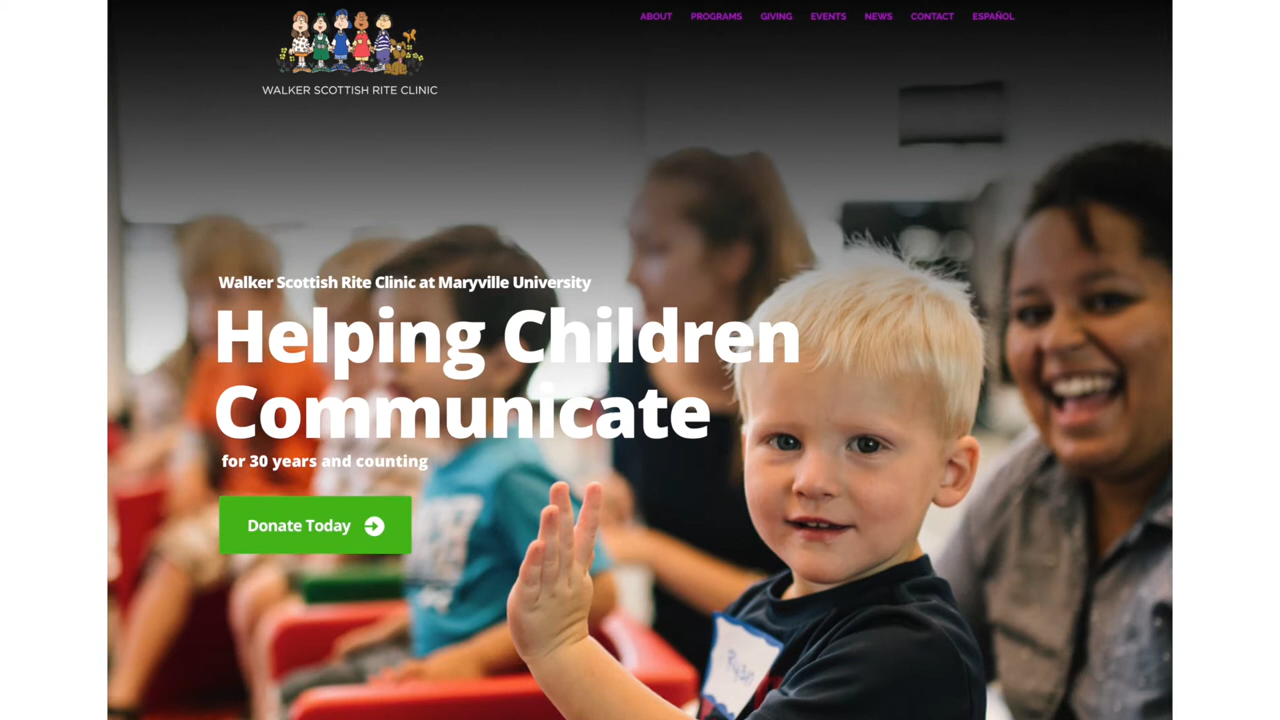 WALKER SCOTTISH RITE CLINIC
ABOUT PROGRAMS GIVING EVENTS NEWS CONTACT ESPAÑOL
Walker Scottish Rite Clinic at Maryville University
Helping Children
Communicate
for 30 years and counting
Donate Today
Ryan